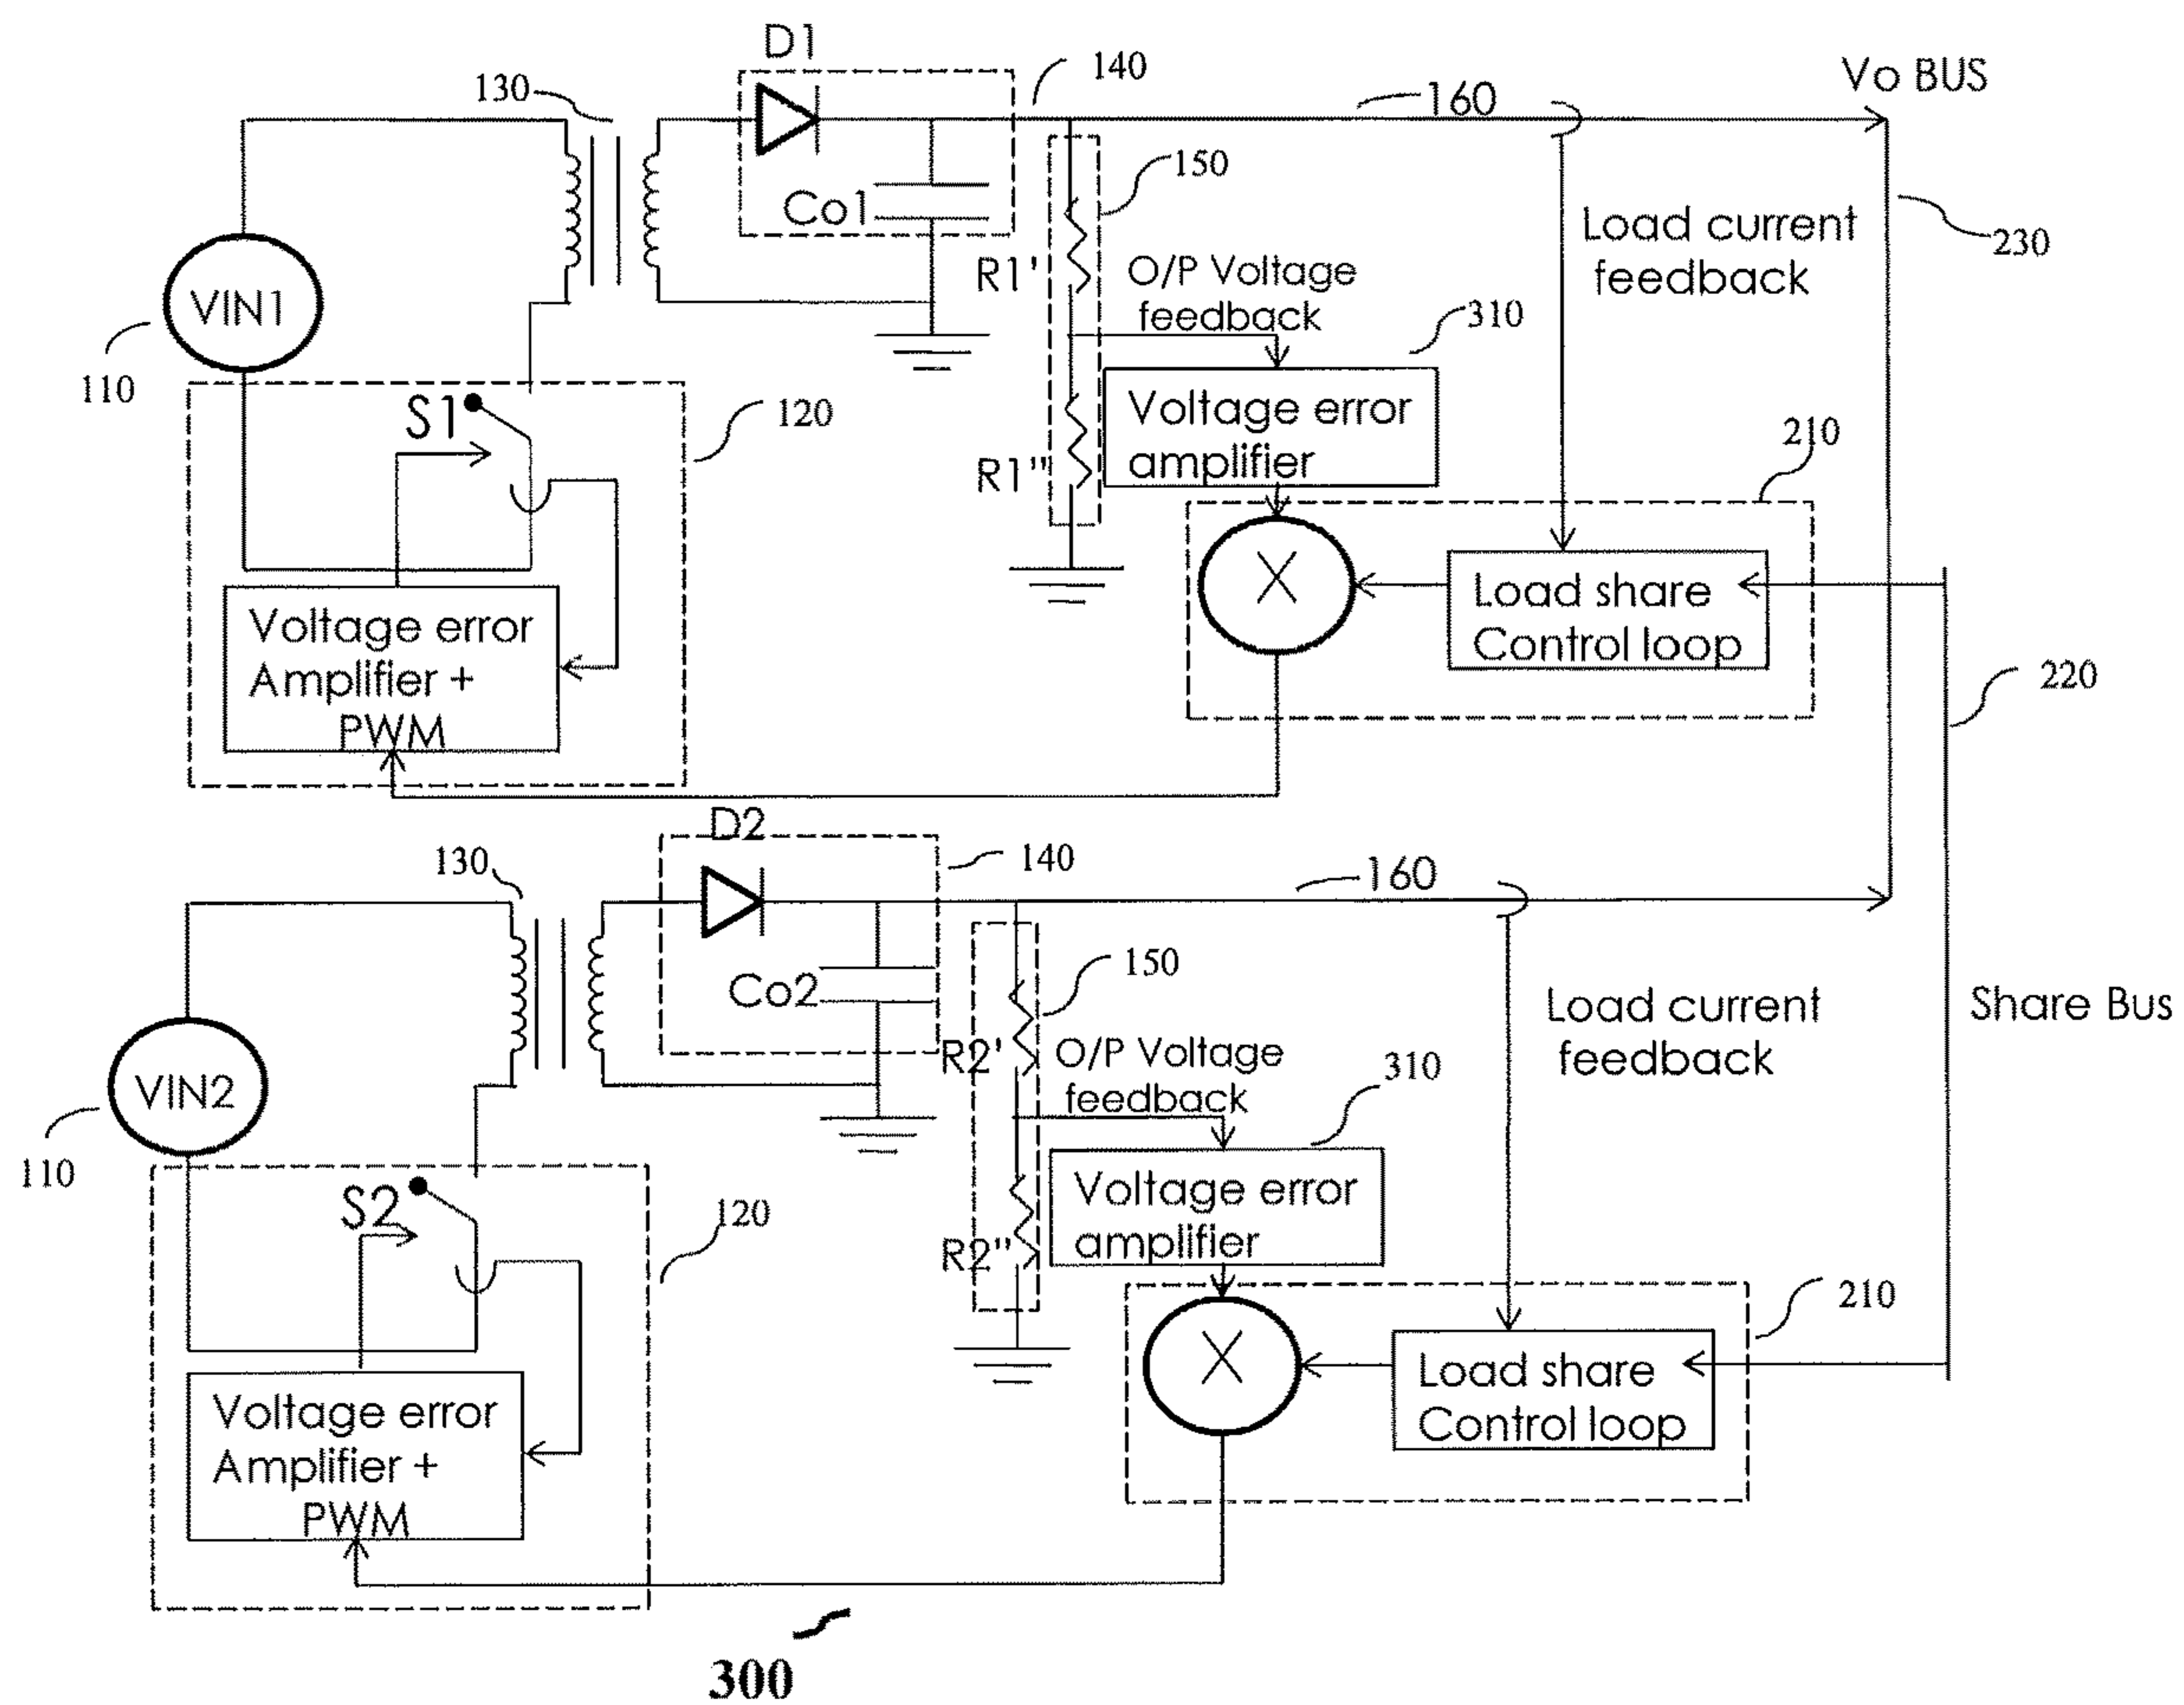 D1
140
Vo BUS
130
160
150
Co1
Load current
feedback
230
R1'
O/P Voltage
feedback
VIN1
310
110
S1
120
Voltage error
amplifier
210
R1"
X
Load share
Control loop
Voltage error
Amplifier +
PWM
220
D2
130
140
160
150
Co2
Load current
feedback
Share Bus
R2'
O/P Voltage
feedback
VIN2
310
110
S2
120
Voltage error
amplifier
R2"
210
X
Load share
Control loop
Voltage error
Amplifier +
PWM
300